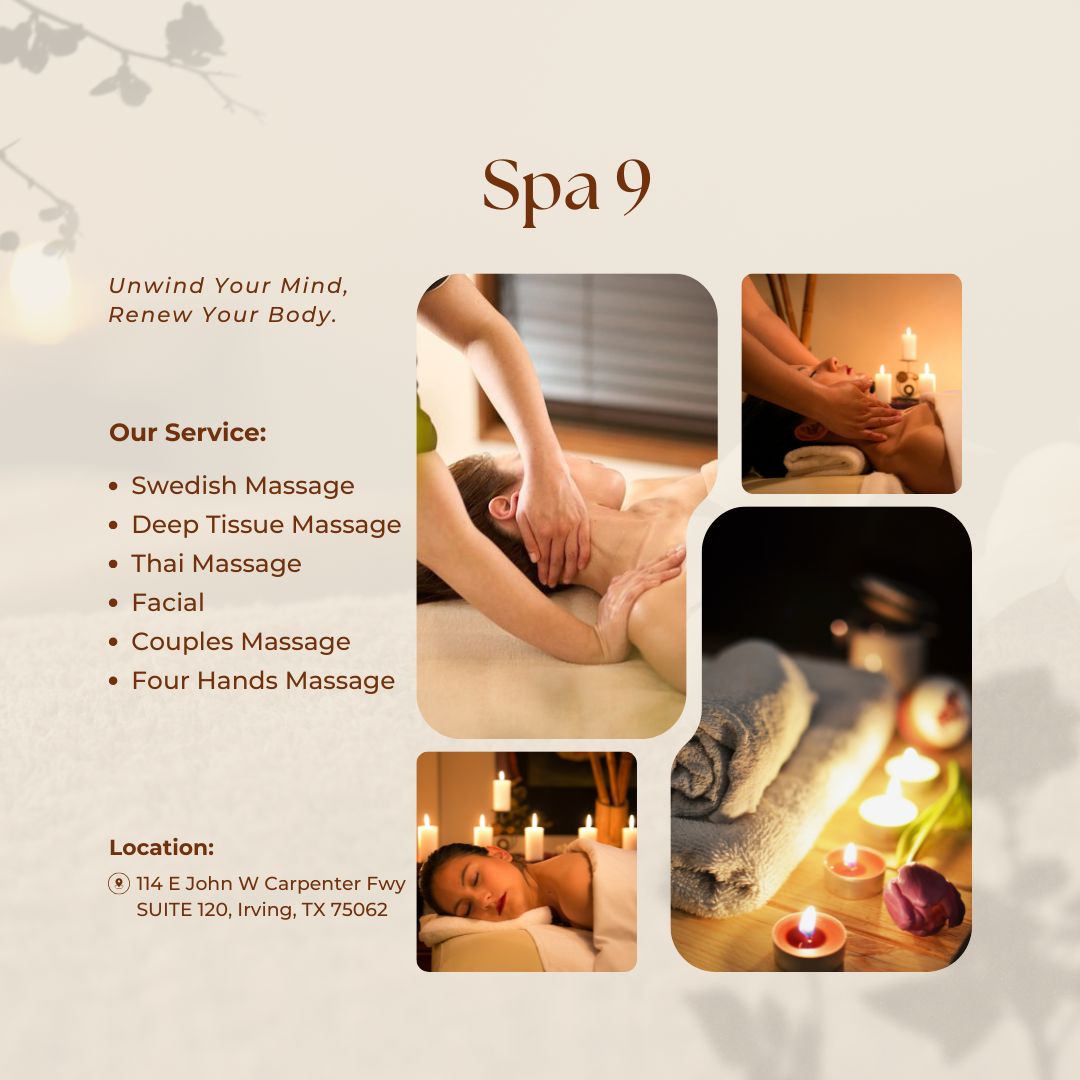 Spa 9
Unwind Your Mind,
Renew Your Body.
Our Service:
Swedish Massage
Deep Tissue Massage
Thai Massage
Facial
Couples Massage
Four Hands Massage
Location:
114 E John W Carpenter Fwy
SUITE 120, Irving, TX 75062